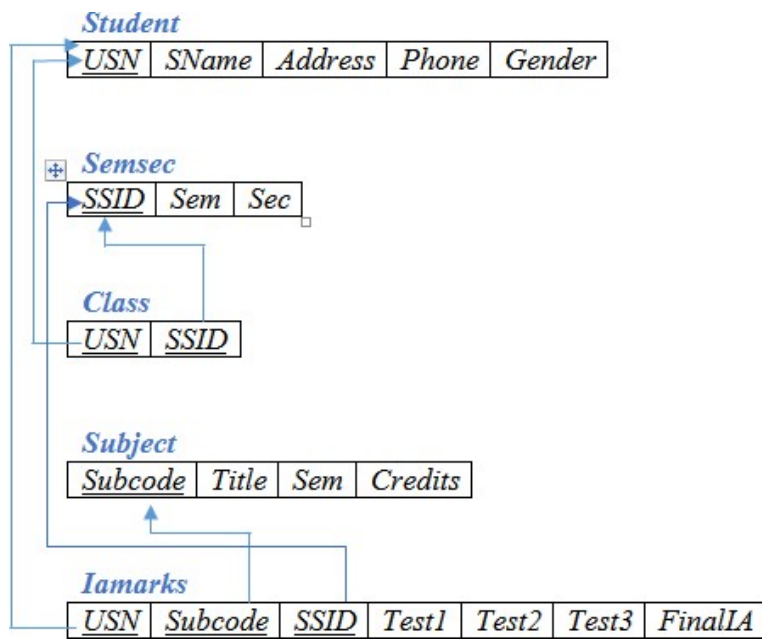 Student
USN SName Address Phone Gender
Semsec
SSID Sem Sec
Class
USN SSID
Subject
Subcode Title Sem Credits
Iamarks
USN Subcode SSID Test1 Test2 Test3 FinalIA